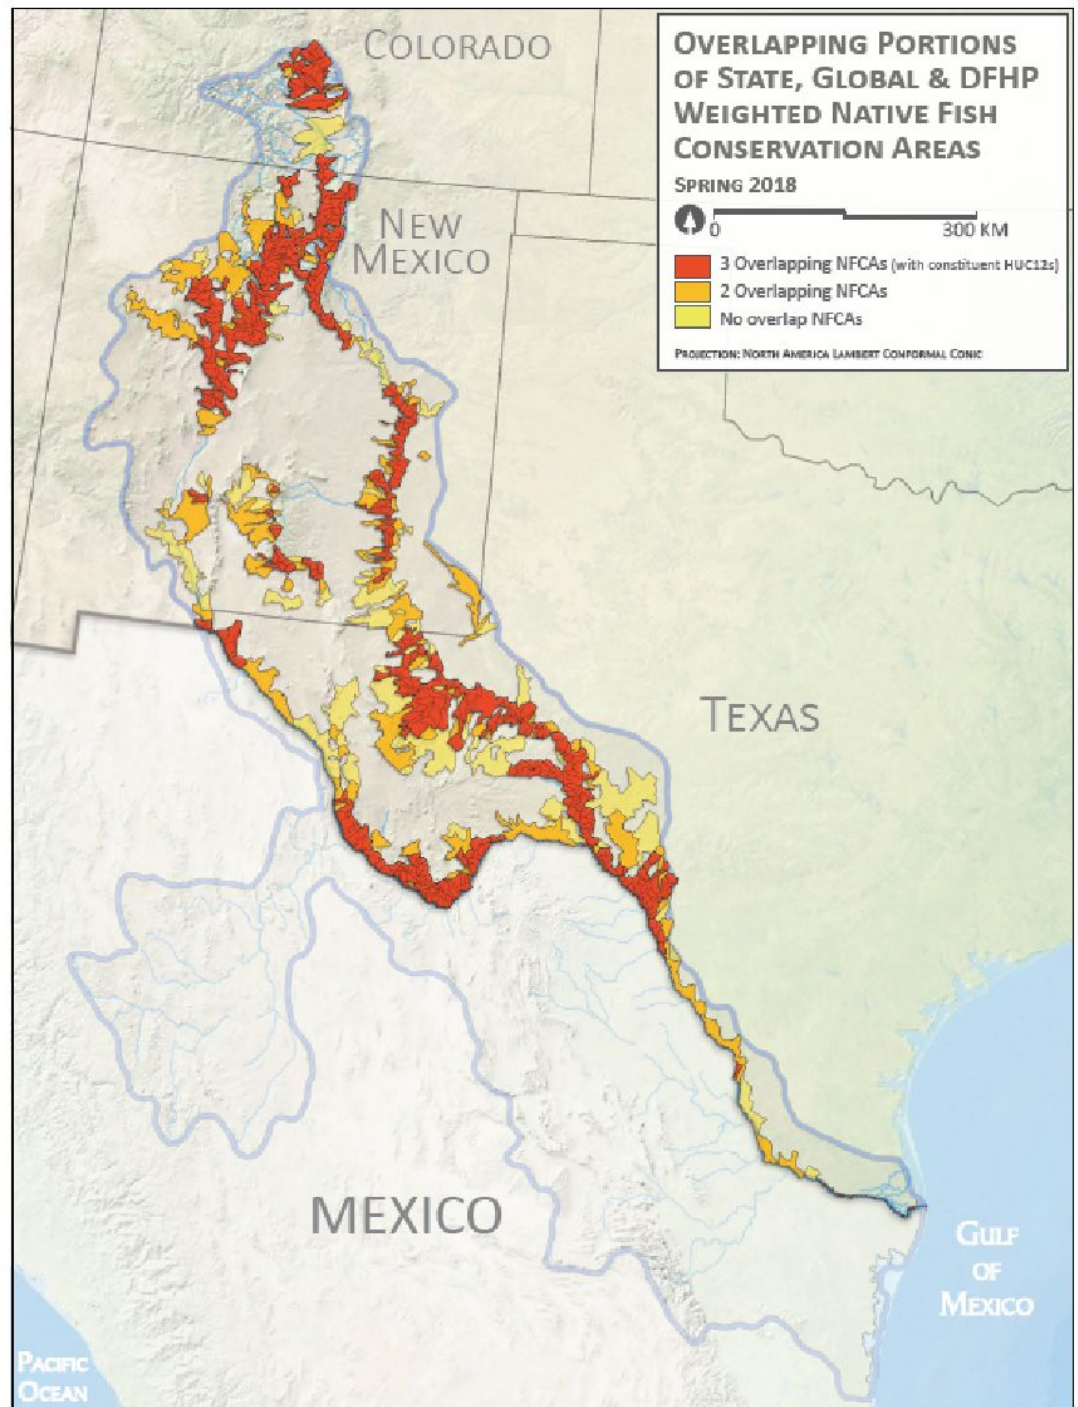 COLORADO
OVERLAPPING PORTIONS
OF STATE, GLOBAL & DFHP
WEIGHTED NATIVE FISH
CONSERVATION AREAS
SPRING 2018
0 300 KM
3 Overlapping NFCAs (with constituent HUC12s)
2 Overlapping NFCAs
No overlap NFCAs
PROJECTION: NORTH AMERICA LAMBERT CONFORMAL CONIC
NEW
MEXICO
TEXAS
MEXICO
GULF
OF
MEXICO
PACIFIC
OCEAN